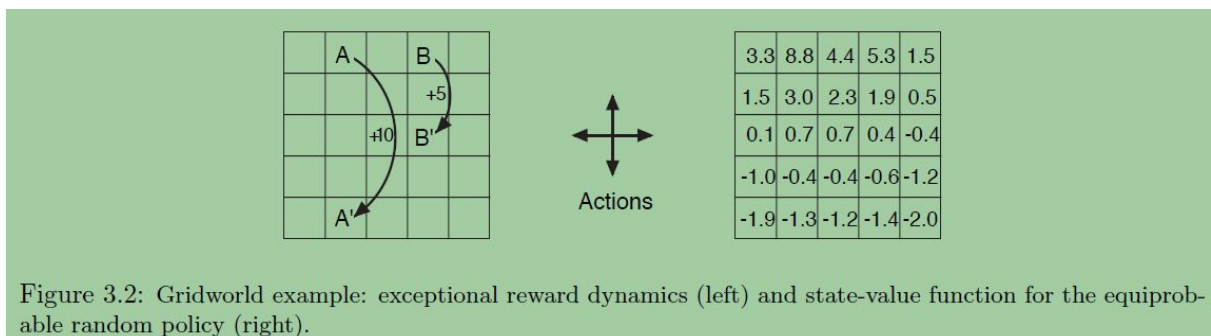 A B
+5
+10 B'
A'
Actions
3.3 8.8 4.4 5.3 1.5
1.5 3.0 2.3 1.9 0.5
0.1 0.7 0.7 0.4 -0.4
-1.0 -0.4 -0.4 -0.6 -1.2
-1.9 -1.3 -1.2 -1.4 -2.0
Figure 3.2: Gridworld example: exceptional reward dynamics (left) and state-value function for the equiprob-
able random policy (right).